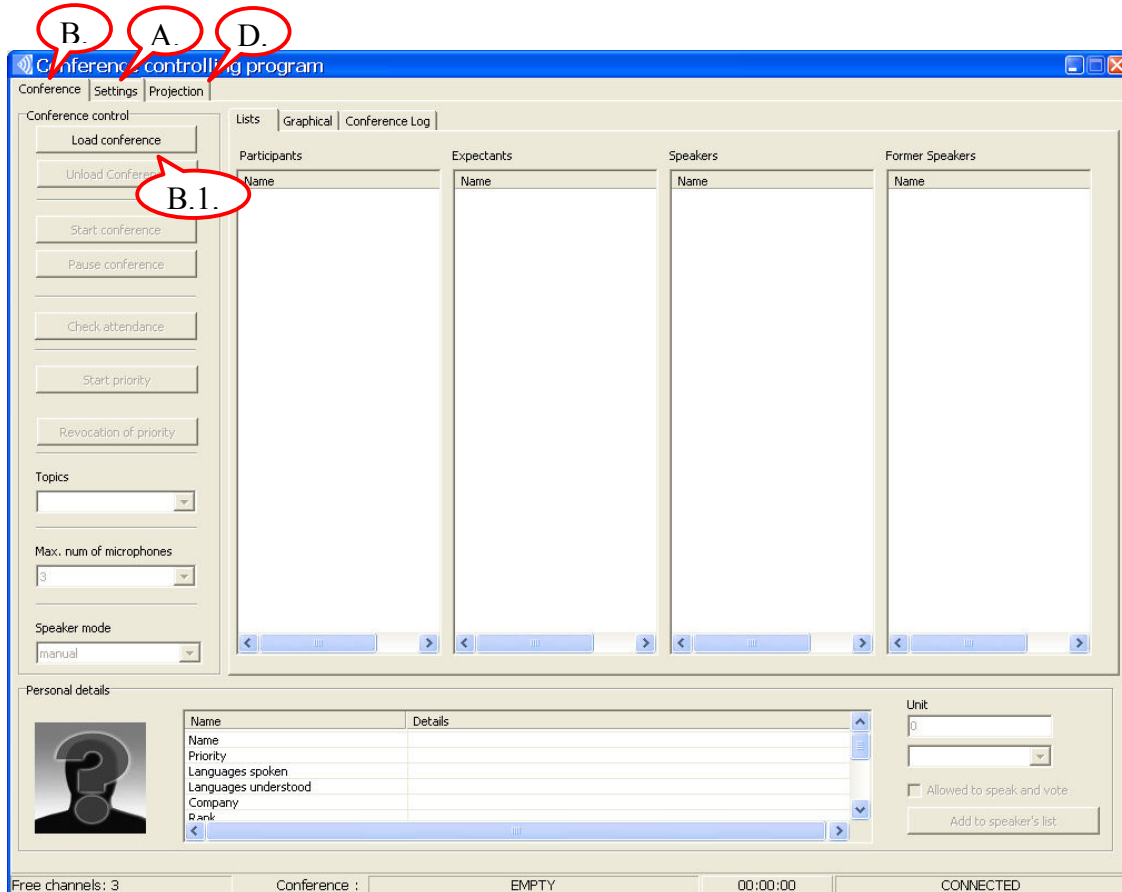 B. A. D.
Conference controlling program
Conference Settings Projection
Conference control
Load conference
Unload Conferen
B.1.
Start conference
Pause conference
Check attendance
Start priority
Revocation of priority
Topics
Max. num of microphones
3
Speaker mode
manual
Lists Graphical Conference Log
Participants Expectants Speakers Former Speakers
Name Name Name Name
Personal details
Name Details
Name
Priority
Languages spoken
Languages understood
Company
Rank
Unit
0
Allowed to speak and vote
Add to speaker's list
Free channels: 3 Conference : EMPTY 00:00:00 CONNECTED